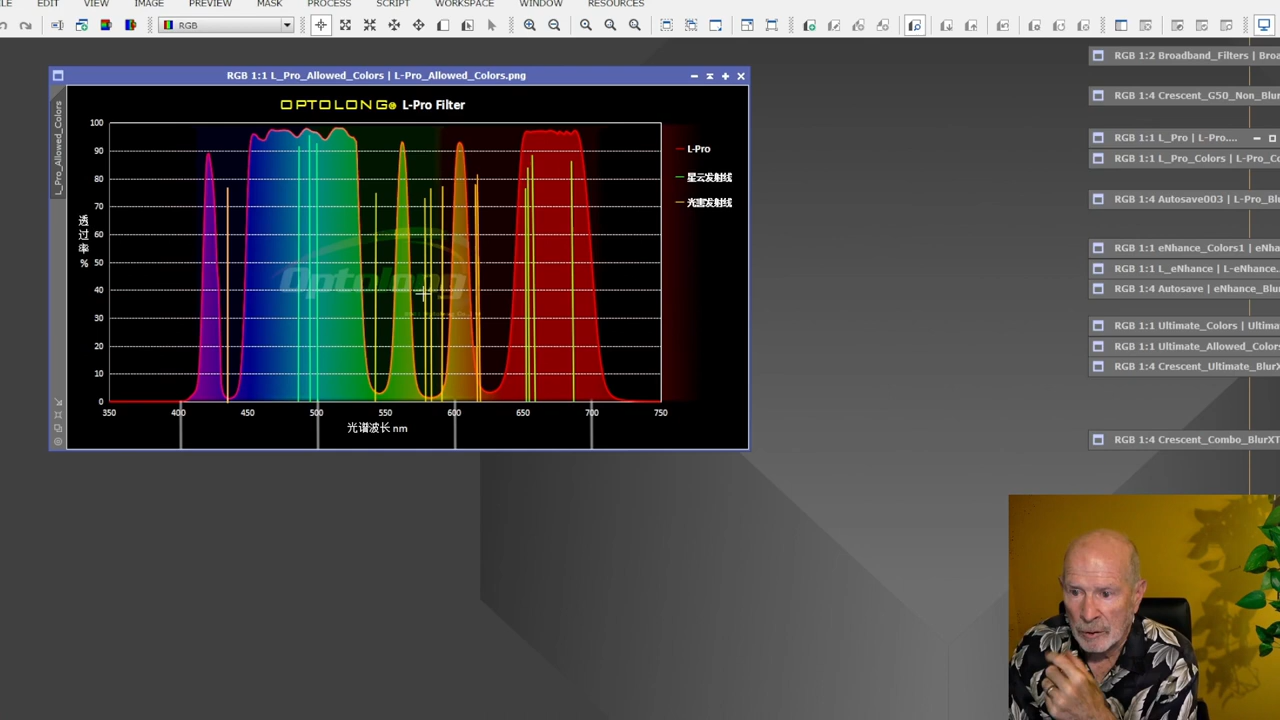 EDIT VIEW IMAGE PREVIEW MASK PROCESS SCRIPT WORKSPACE WINDOW RESOURCES
RGB
RGB 1:1 L_Pro_Allowed_Colors | L-Pro_Allowed_Colors.png
L_Pro_Allowed_Colors
OPTOLONG® L-Pro Filter
100
90
80
70
60
50
40
30
20
10
0
透过率%
350 400 450 500 550 600 650 700 750
光谱波长 nm
L-Pro
星云发射线
光害发射线
Optolong
RGB 1:2 Broadband_Filters | Broa
RGB 1:4 Crescent_G50_Non_Blur
RGB 1:1 L_Pro | L-Pro....
RGB 1:1 L_Pro_Colors | L-Pro_Co
RGB 1:4 Autosave003 | L-Pro_Blu
RGB 1:1 eNhance_Colors1 | eNha
RGB 1:1 L_eNhance | L-eNhance.
RGB 1:4 Autosave | eNhance_Blur
RGB 1:1 Ultimate_Colors | Ultima
RGB 1:1 Ultimate_Allowed_Colors
RGB 1:4 Crescent_Ultimate_BlurX
RGB 1:4 Crescent_Combo_BlurXT